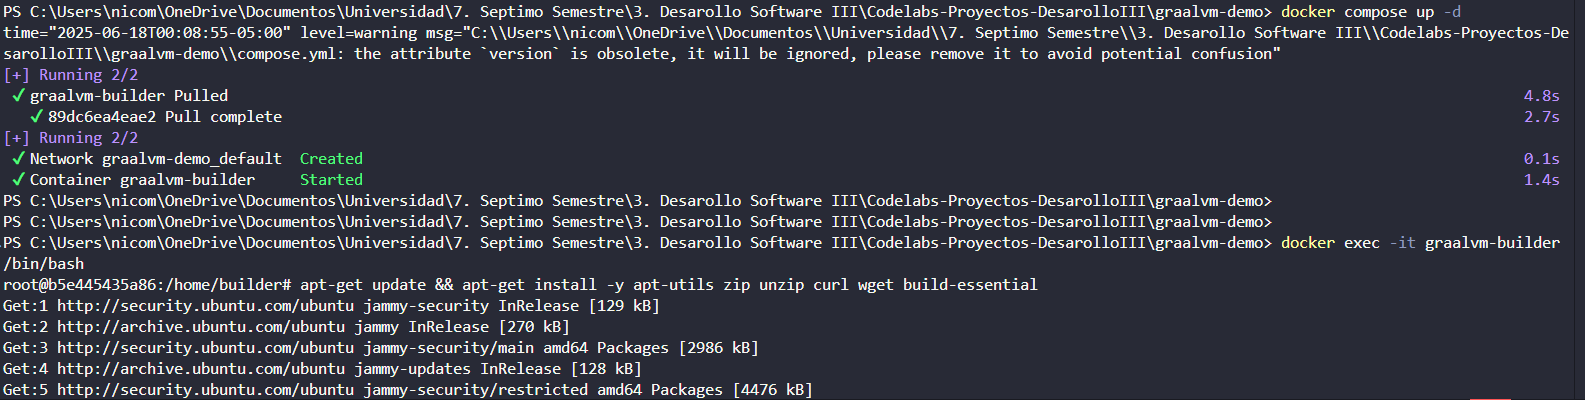 PS C:\Users\nicom\OneDrive\Documentos\Universidad\7. Septimo Semestre\3. Desarollo Software III\Codelabs-Proyectos-DesarolloIII\graalvm-demo> docker compose up -d
time="2025-06-18T00:08:55-05:00" level=warning msg="C:\\Users\\nicom\\OneDrive\\Documentos\\Universidad\\7. Septimo Semestre\\3. Desarollo Software III\\Codelabs-Proyectos-De
sarolloIII\\graalvm-demo\\compose.yml: the attribute `version` is obsolete, it will be ignored, please remove it to avoid potential confusion"
[+] Running 2/2
✔ graalvm-builder Pulled 4.8s
✔ 89dc6ea4eae2 Pull complete 2.7s
[+] Running 2/2
✔ Network graalvm-demo_default Created 0.1s
✔ Container graalvm-builder Started 1.4s
PS C:\Users\nicom\OneDrive\Documentos\Universidad\7. Septimo Semestre\3. Desarollo Software III\Codelabs-Proyectos-DesarolloIII\graalvm-demo>
PS C:\Users\nicom\OneDrive\Documentos\Universidad\7. Septimo Semestre\3. Desarollo Software III\Codelabs-Proyectos-DesarolloIII\graalvm-demo>
PS C:\Users\nicom\OneDrive\Documentos\Universidad\7. Septimo Semestre\3. Desarollo Software III\Codelabs-Proyectos-DesarolloIII\graalvm-demo> docker exec -it graalvm-builder
/bin/bash
root@b5e445435a86:/home/builder# apt-get update && apt-get install -y apt-utils zip unzip curl wget build-essential
Get:1 http://security.ubuntu.com/ubuntu jammy-security InRelease [129 kB]
Get:2 http://archive.ubuntu.com/ubuntu jammy InRelease [270 kB]
Get:3 http://security.ubuntu.com/ubuntu jammy-security/main amd64 Packages [2986 kB]
Get:4 http://archive.ubuntu.com/ubuntu jammy-updates InRelease [128 kB]
Get:5 http://security.ubuntu.com/ubuntu jammy-security/restricted amd64 Packages [4476 kB]